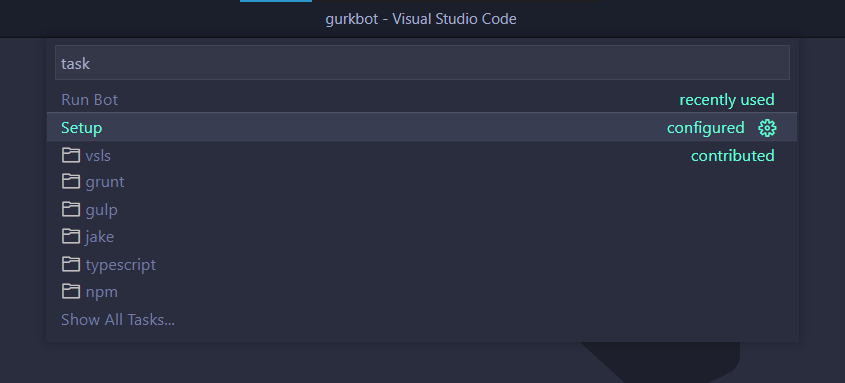 gurkbot - Visual Studio Code
task
Run Bot recently used
Setup configured
vsls contributed
grunt
gulp
jake
typescript
npm
Show All Tasks...